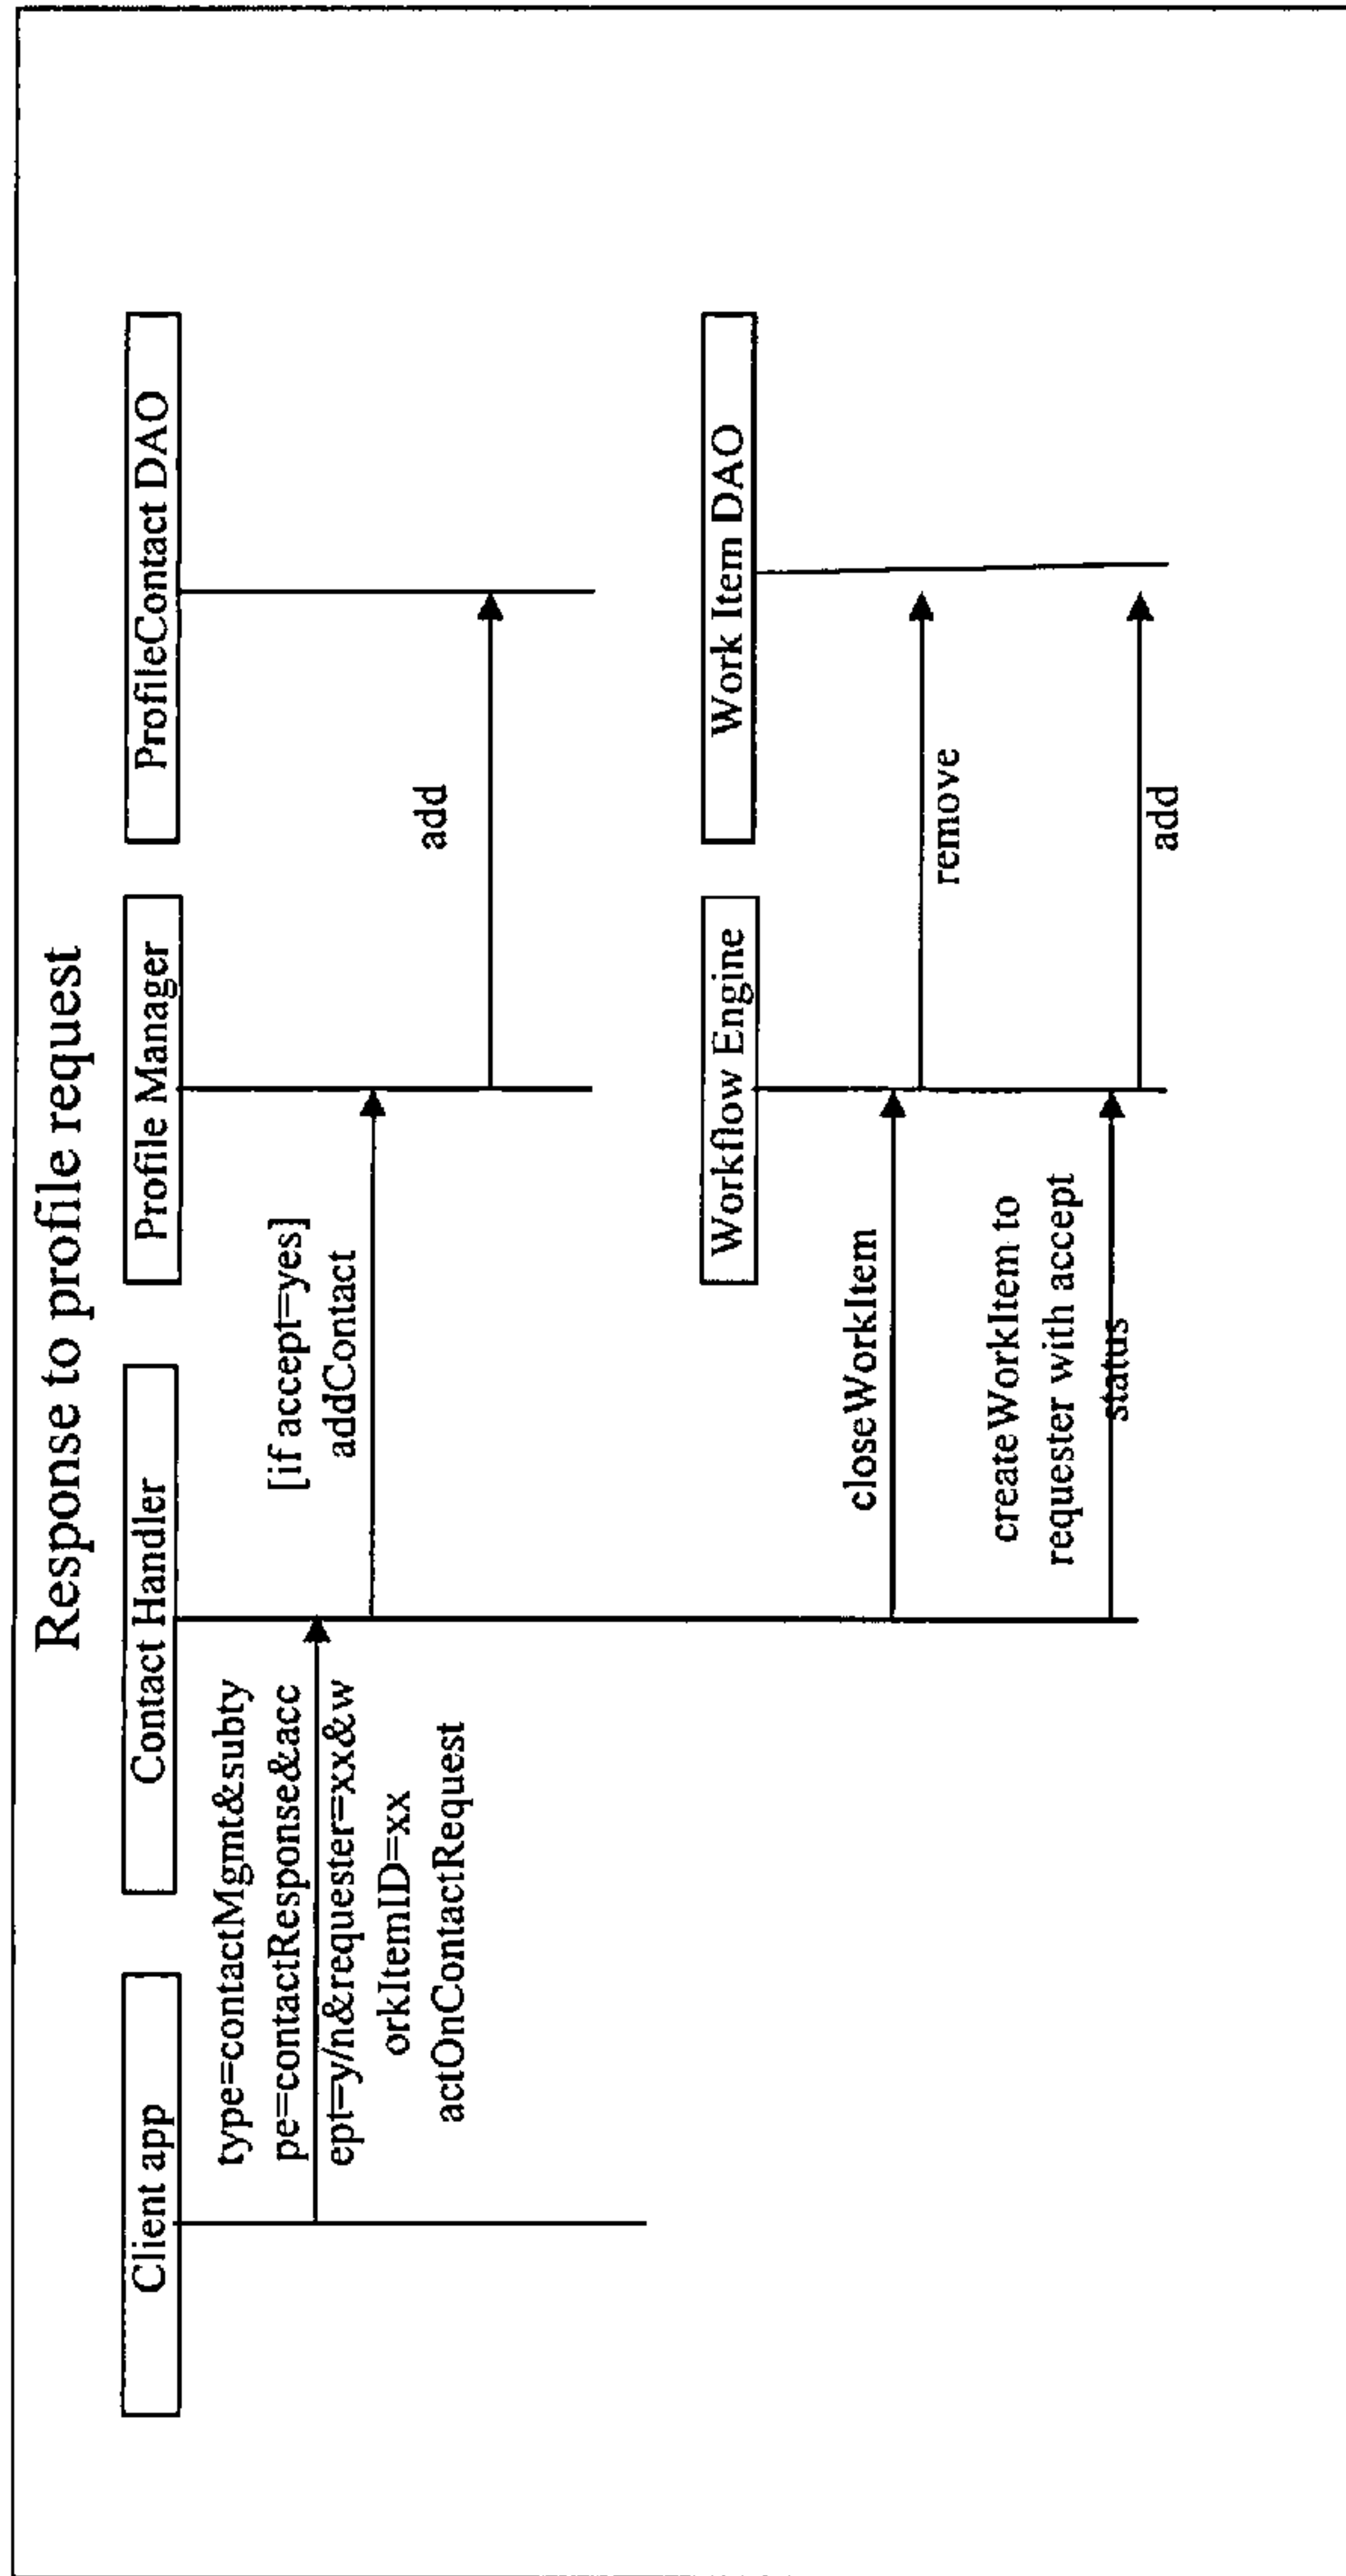 Response to profile request
Client app
Contact Handler
Profile Manager
ProfileContact DAO
type=contactMgmt&subty
pe=contactResponse&acc
ept=y/n&requester=xx&w
orkItemID=xx
actOnContactRequest
[if accept=yes]
addContact
add
Workflow Engine
Work Item DAO
closeWorkItem
remove
createWorkItem to
requester with accept
status
add